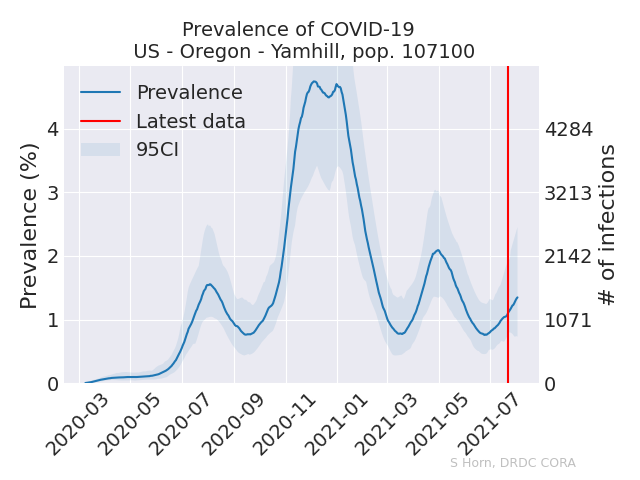 Prevalence of COVID-19
US - Oregon - Yamhill, pop. 107100
Prevalence
Latest data
95CI
Prevalence (%)
4
3
2
1
0
4284
3213
2142
1071
0
# of infections
2020-03
2020-05
2020-07
2020-09
2020-11
2021-01
2021-03
2021-05
2021-07
S Horn, DRDC CORA